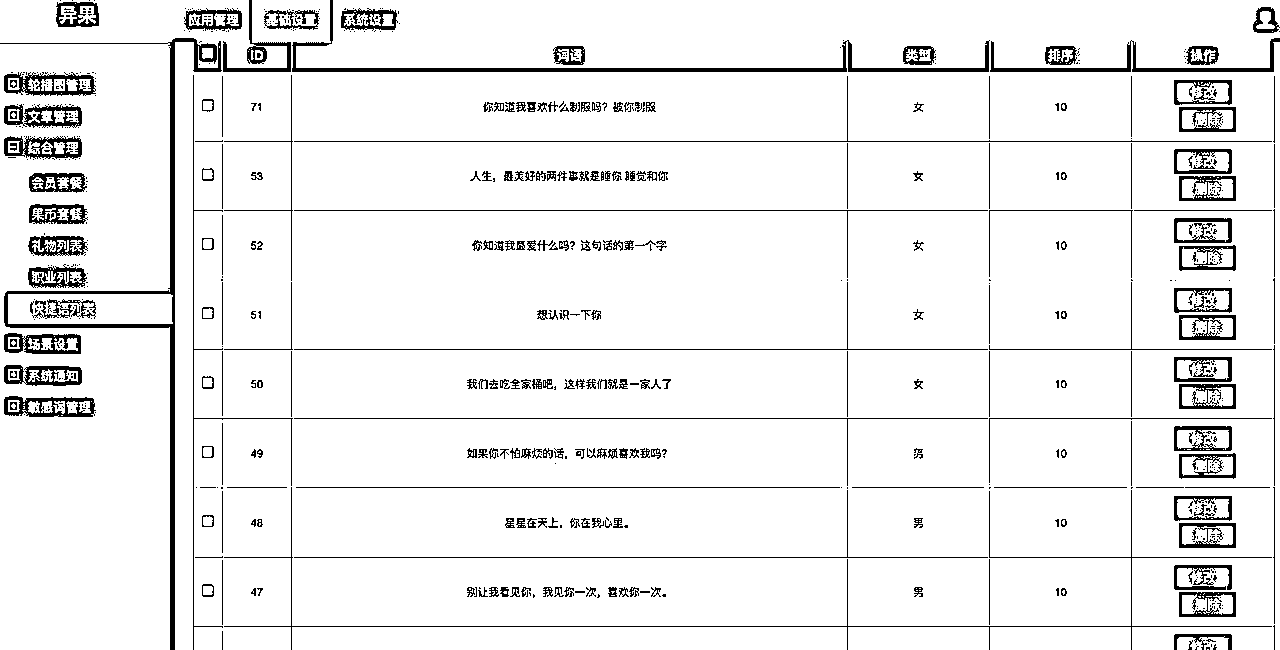 异果
应用管理 基础设置 系统设置
轮播图管理
文章管理
综合管理
会员套餐
果币套餐
礼物列表
职业列表
快捷语列表
场景设置
系统通知
敏感词管理
ID 词语 类型 排序 操作
71 你知道我喜欢什么制服吗？被你制服 女 10 修改
删除
53 人生，最美好的两件事就是睡你 睡觉和你 女 10 修改
删除
52 你知道我最爱什么吗？这句话的第一个字 女 10 修改
删除
51 想认识一下你 女 10 修改
删除
50 我们去吃全家桶吧，这样我们就是一家人了 女 10 修改
删除
49 如果你不怕麻烦的话，可以麻烦喜欢我吗？ 男 10 修改
删除
48 星星在天上，你在我心里。 男 10 修改
删除
47 别让我看见你，我见你一次，喜欢你一次。 男 10 修改
删除
修改